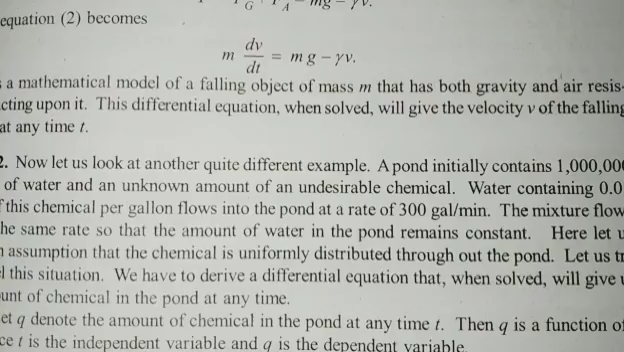 mg – γv.
equation (2) becomes
m dv/dt = mg – γv.
a mathematical model of a falling object of mass m that has both gravity and air resis-
cting upon it. This differential equation, when solved, will give the velocity v of the falling
at any time t.
2. Now let us look at another quite different example. A pond initially contains 1,000,000
of water and an unknown amount of an undesirable chemical. Water containing 0.0
this chemical per gallon flows into the pond at a rate of 300 gal/min. The mixture flow
he same rate so that the amount of water in the pond remains constant. Here let u
assumption that the chemical is uniformly distributed through out the pond. Let us tr
l this situation. We have to derive a differential equation that, when solved, will give u
unt of chemical in the pond at any time.
et q denote the amount of chemical in the pond at any time t. Then q is a function of
ce t is the independent variable and q is the dependent variable.